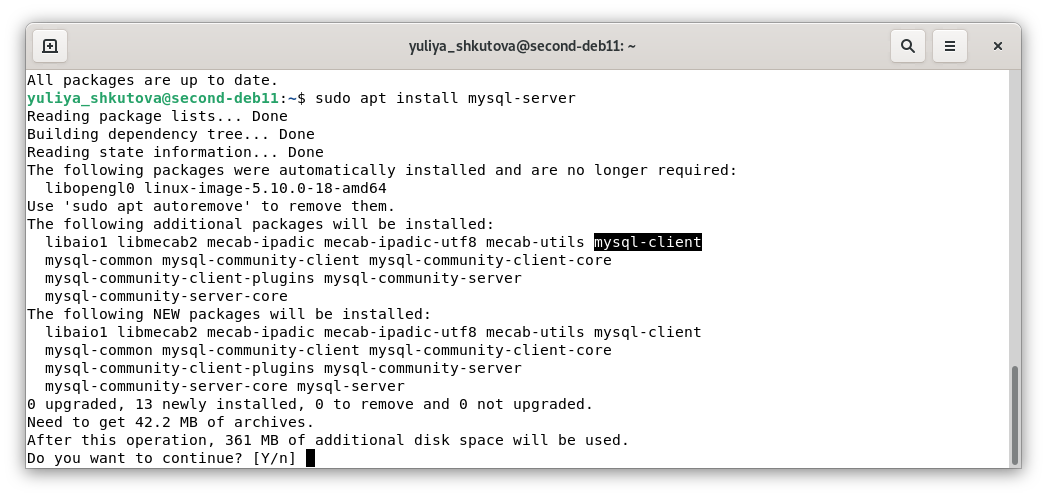 yuliya_shkutova@second-deb11: ~
All packages are up to date.
yuliya_shkutova@second-deb11:~$ sudo apt install mysql-server
Reading package lists... Done
Building dependency tree... Done
Reading state information... Done
The following packages were automatically installed and are no longer required:
  libopengl0 linux-image-5.10.0-18-amd64
Use 'sudo apt autoremove' to remove them.
The following additional packages will be installed:
  libaio1 libmecab2 mecab-ipadic mecab-ipadic-utf8 mecab-utils mysql-client
  mysql-common mysql-community-client mysql-community-client-core
  mysql-community-client-plugins mysql-community-server
  mysql-community-server-core
The following NEW packages will be installed:
  libaio1 libmecab2 mecab-ipadic mecab-ipadic-utf8 mecab-utils mysql-client
  mysql-common mysql-community-client mysql-community-client-core
  mysql-community-client-plugins mysql-community-server
  mysql-community-server-core mysql-server
0 upgraded, 13 newly installed, 0 to remove and 0 not upgraded.
Need to get 42.2 MB of archives.
After this operation, 361 MB of additional disk space will be used.
Do you want to continue? [Y/n]